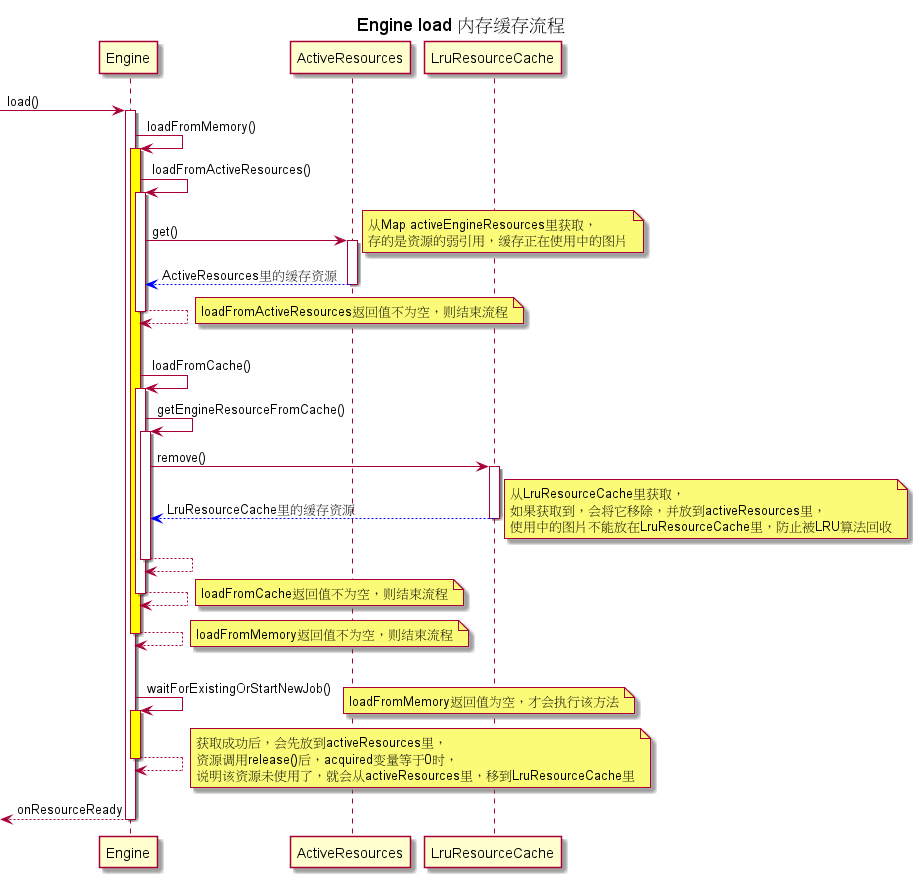 Engine load 内存缓存流程
Engine
ActiveResources
LruResourceCache
load()
loadFromMemory()
loadFromActiveResources()
get()
从Map activeEngineResources里获取，
存的是资源的弱引用，缓存正在使用中的图片
ActiveResources里的缓存资源
loadFromActiveResources返回值不为空，则结束流程
loadFromCache()
getEngineResourceFromCache()
remove()
从LruResourceCache里获取，
如果获取到，会将它移除，并放到activeResources里，
使用中的图片不能放在LruResourceCache里，防止被LRU算法回收
LruResourceCache里的缓存资源
loadFromCache返回值不为空，则结束流程
loadFromMemory返回值不为空，则结束流程
waitForExistingOrStartNewJob()
loadFromMemory返回值为空，才会执行该方法
获取成功后，会先放到activeResources里，
资源调用release()后，acquired变量等于0时，
说明该资源未使用了，就会从activeResources里，移到LruResourceCache里
onResourceReady
Engine
ActiveResources
LruResourceCache